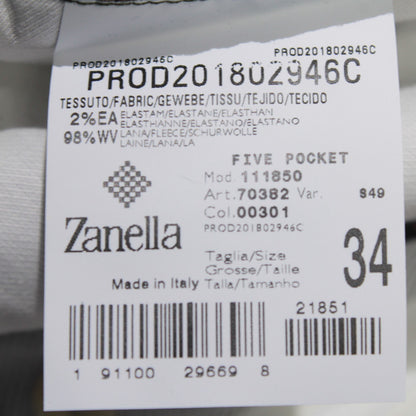 PROD201802946C PROD201802946C
PROD201802946C
TESSUTO/FABRIC/GEWEBE/TISSU/TEJIDO/TECIDO
2%EA ELASTAM/ELASTANE/ELASTHAN
ELASTHANNE/ELASTANO/ELASTANO
98%WV LANA/FLEECE/SCHURWOLLE
LAINE/LANA/LA
FIVE POCKET
Mod. 111850
Art. 70382 Var. S49
Col. 00301
PROD201802946C
Zanella
Taglia/Size
Grosse/Taille
Talla/Tamanho
34
Made in Italy
21851
1 91100 29669 8